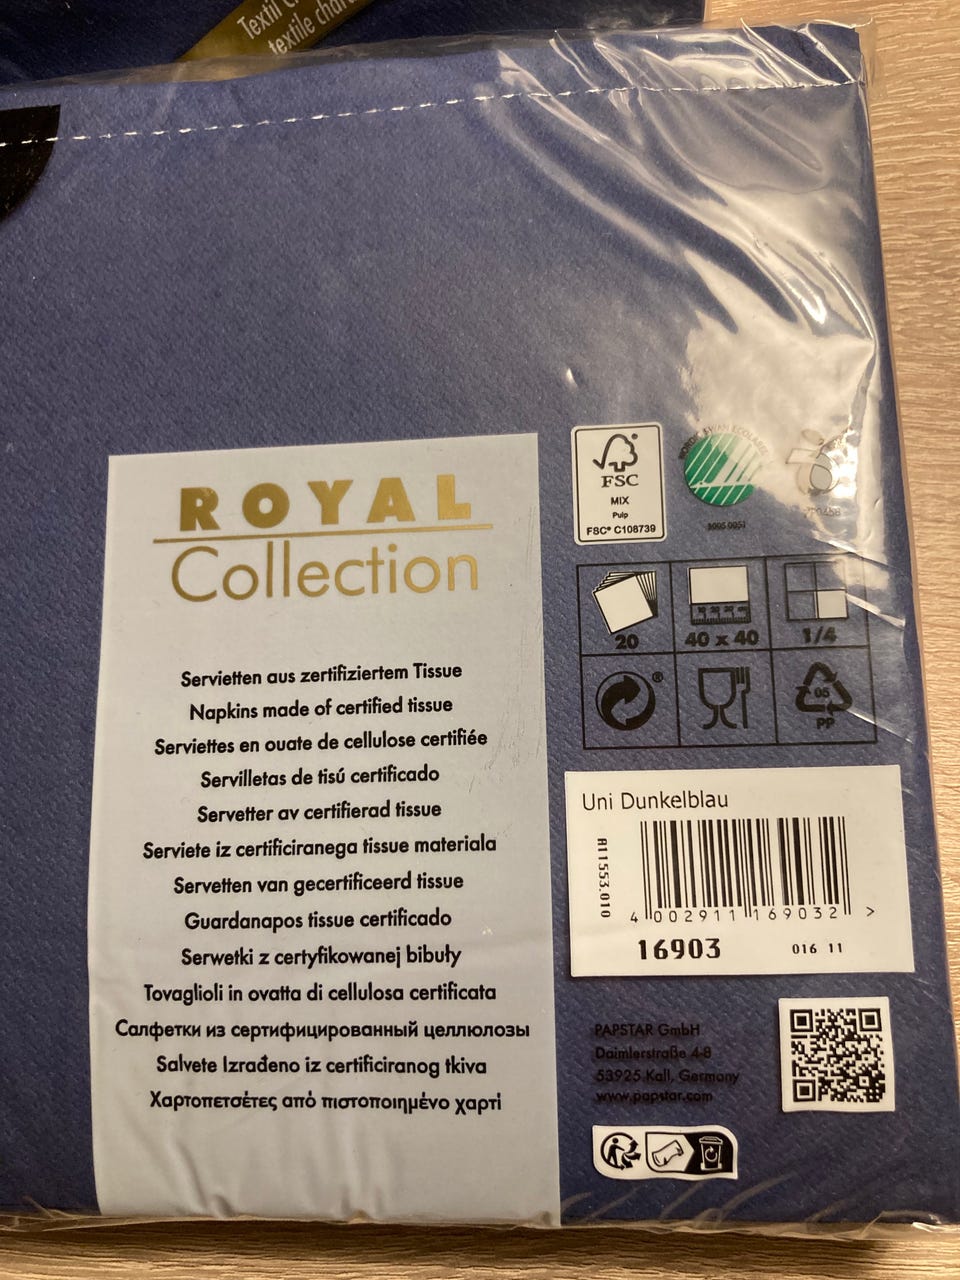 Textil
textile
ROYAL
Collection
Servietten aus zertifiziertem Tissue
Napkins made of certified tissue
Serviettes en ouate de cellulose certifiée
Servilletas de tisú certificado
Servetter av certifierad tissue
Serviete iz certificiranega tissue materiala
Servetten van gecertificeerd tissue
Guardanapos tissue certificado
Serwetki z certyfikowanej bibuły
Tovaglioli in ovatta di cellulosa certificata
Салфетки из сертифицированный целлюлозы
Salvete Izrađeno iz certificiranog tkiva
Χαρτοπετσέτες από πιστοποιημένο χαρτί
FSC
MIX
Pulp
FSC® C108739
NORDIC SWAN ECOLABEL
20
40 x 40
1/4
®
05
PP
Uni Dunkelblau
A11553.010
4 002911 169032 >
16903
016 11
PAPSTAR GmbH
Daimlerstraße 4-8
53925 Kall, Germany
www.papstar.com